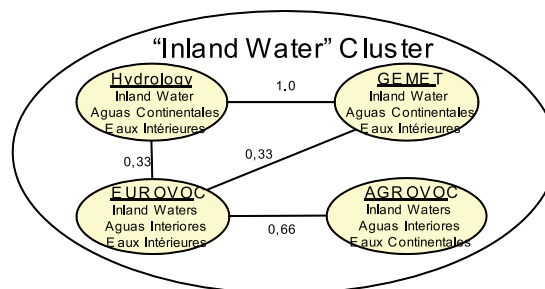 “Inland Water” Cluster
Hydrology
Inland Water
Aguas Continentales
Eaux Intérieures
1.0
GEMET
Inland Water
Aguas Continentales
Eaux Intérieures
0,33
0,33
EUROVOC
Inland Waters
Aguas Interiores
Eaux Intérieures
0,66
AGROVOC
Inland Waters
Aguas Interiores
Eaux Continentales